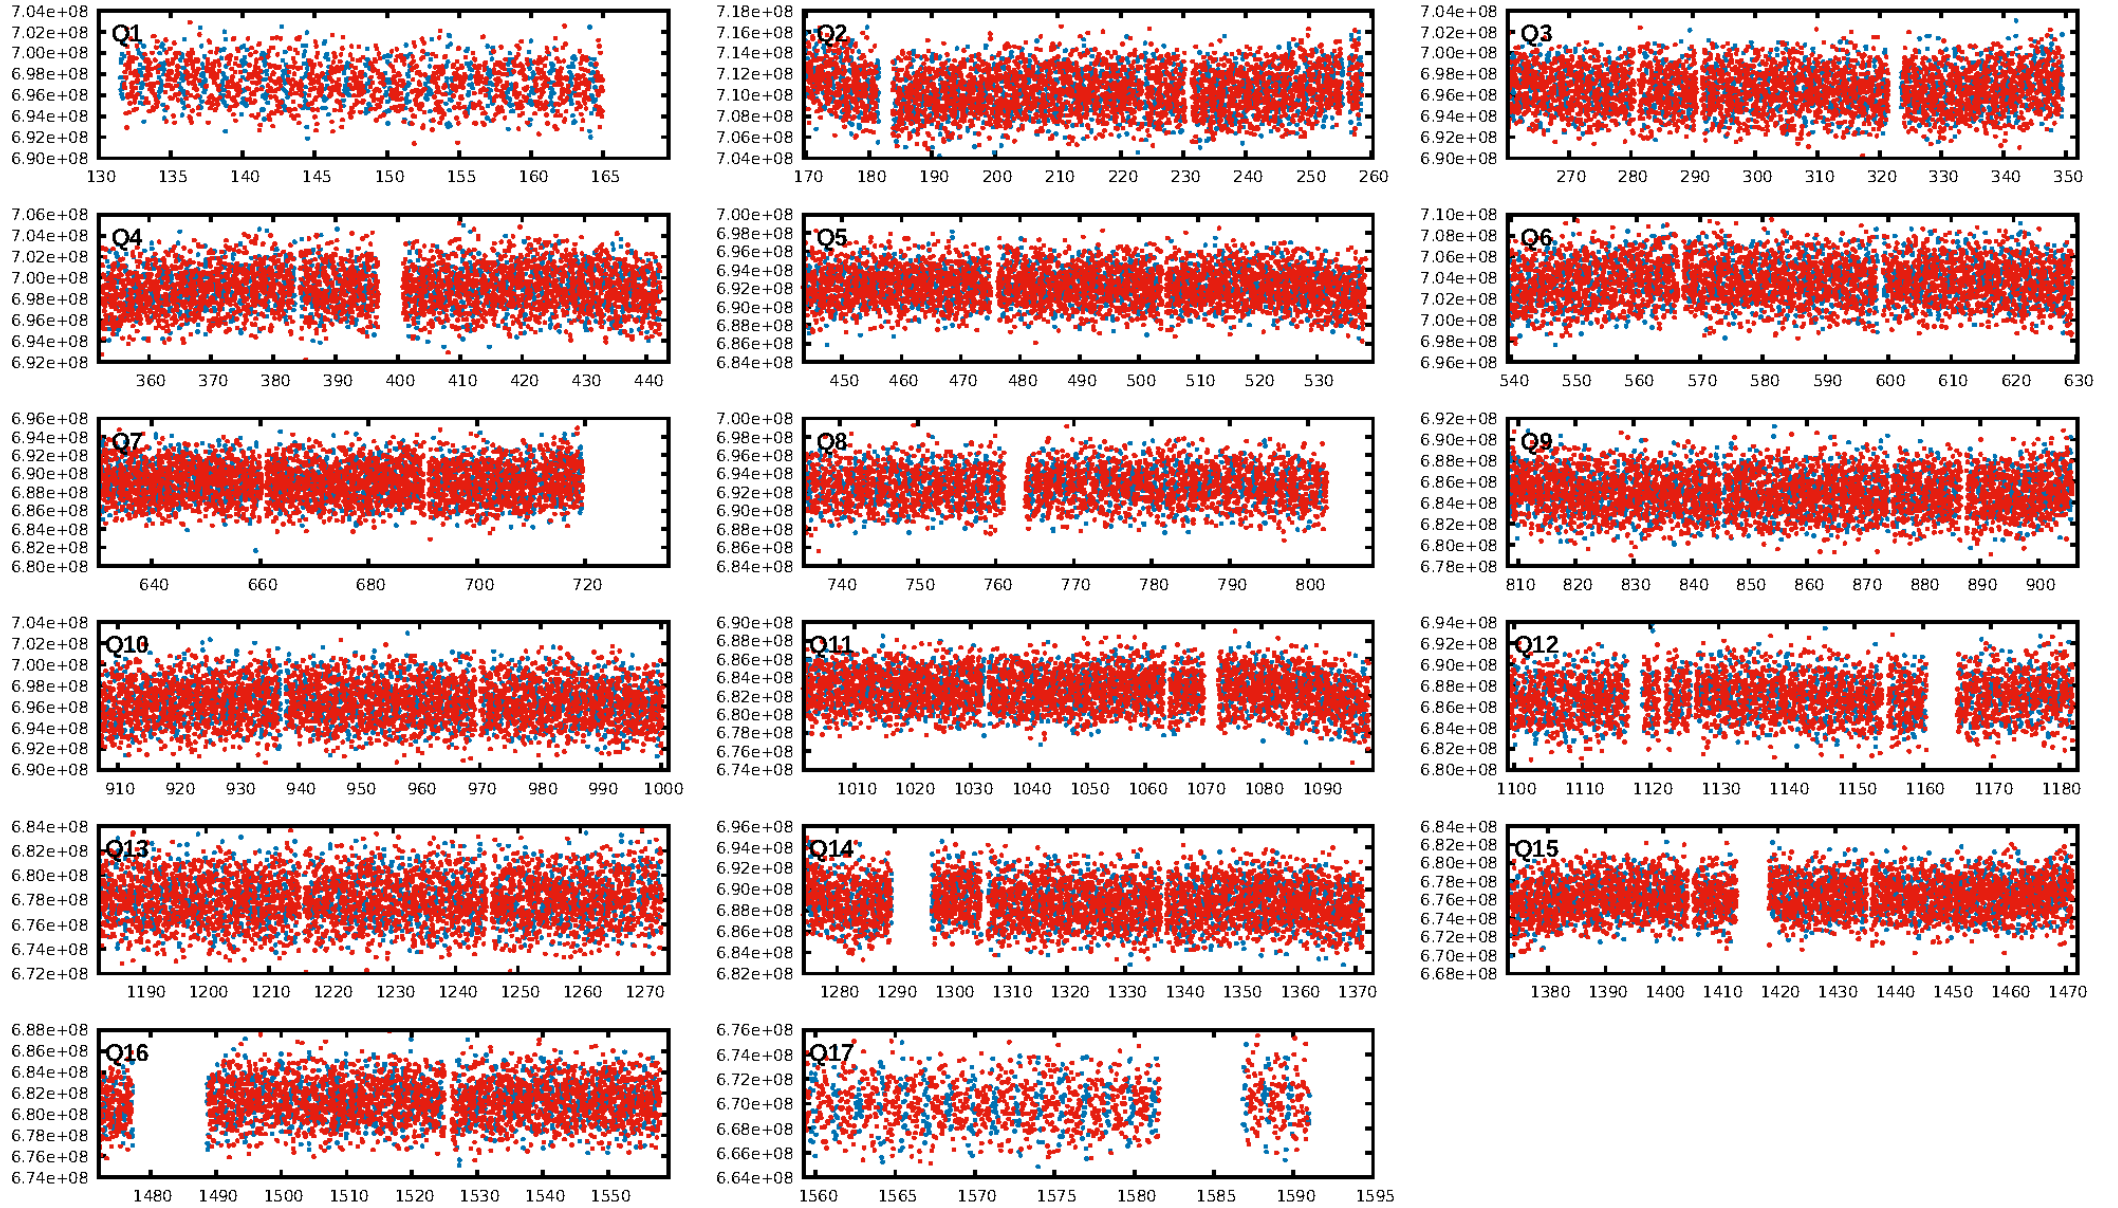 7.04e+08 7.02e+08 7.00e+08 6.98e+08 6.96e+08 6.94e+08 6.92e+08 6.90e+08
Q1
130 135 140 145 150 155 160 165
7.18e+08 7.16e+08 7.14e+08 7.12e+08 7.10e+08 7.08e+08 7.06e+08 7.04e+08
Q2
170 180 190 200 210 220 230 240 250 260
7.04e+08 7.02e+08 7.00e+08 6.98e+08 6.96e+08 6.94e+08 6.92e+08 6.90e+08
Q3
270 280 290 300 310 320 330 340 350
7.06e+08 7.04e+08 7.02e+08 7.00e+08 6.98e+08 6.96e+08 6.94e+08 6.92e+08
Q4
360 370 380 390 400 410 420 430 440
7.00e+08 6.98e+08 6.96e+08 6.94e+08 6.92e+08 6.90e+08 6.88e+08 6.86e+08 6.84e+08
Q5
450 460 470 480 490 500 510 520 530
7.10e+08 7.08e+08 7.06e+08 7.04e+08 7.02e+08 7.00e+08 6.98e+08 6.96e+08
Q6
540 550 560 570 580 590 600 610 620 630
6.96e+08 6.94e+08 6.92e+08 6.90e+08 6.88e+08 6.86e+08 6.84e+08 6.82e+08 6.80e+08
Q7
640 660 680 700 720
7.00e+08 6.98e+08 6.96e+08 6.94e+08 6.92e+08 6.90e+08 6.88e+08 6.86e+08 6.84e+08
Q8
740 750 760 770 780 790 800
6.92e+08 6.90e+08 6.88e+08 6.86e+08 6.84e+08 6.82e+08 6.80e+08 6.78e+08
Q9
810 820 830 840 850 860 870 880 890 900
7.04e+08 7.02e+08 7.00e+08 6.98e+08 6.96e+08 6.94e+08 6.92e+08 6.90e+08
Q10
910 920 930 940 950 960 970 980 990 1000
6.90e+08 6.88e+08 6.86e+08 6.84e+08 6.82e+08 6.80e+08 6.78e+08 6.76e+08 6.74e+08
Q11
1010 1020 1030 1040 1050 1060 1070 1080 1090
6.94e+08 6.92e+08 6.90e+08 6.88e+08 6.86e+08 6.84e+08 6.82e+08 6.80e+08
Q12
1100 1110 1120 1130 1140 1150 1160 1170 1180
6.84e+08 6.82e+08 6.80e+08 6.78e+08 6.76e+08 6.74e+08 6.72e+08
Q13
1190 1200 1210 1220 1230 1240 1250 1260 1270
6.96e+08 6.94e+08 6.92e+08 6.90e+08 6.88e+08 6.86e+08 6.84e+08 6.82e+08
Q14
1280 1290 1300 1310 1320 1330 1340 1350 1360 1370
6.84e+08 6.82e+08 6.80e+08 6.78e+08 6.76e+08 6.74e+08 6.72e+08 6.70e+08 6.68e+08
Q15
1380 1390 1400 1410 1420 1430 1440 1450 1460 1470
6.88e+08 6.86e+08 6.84e+08 6.82e+08 6.80e+08 6.78e+08 6.76e+08 6.74e+08
Q16
1480 1490 1500 1510 1520 1530 1540 1550
6.76e+08 6.74e+08 6.72e+08 6.70e+08 6.68e+08 6.66e+08 6.64e+08
Q17
1560 1565 1570 1575 1580 1585 1590 1595